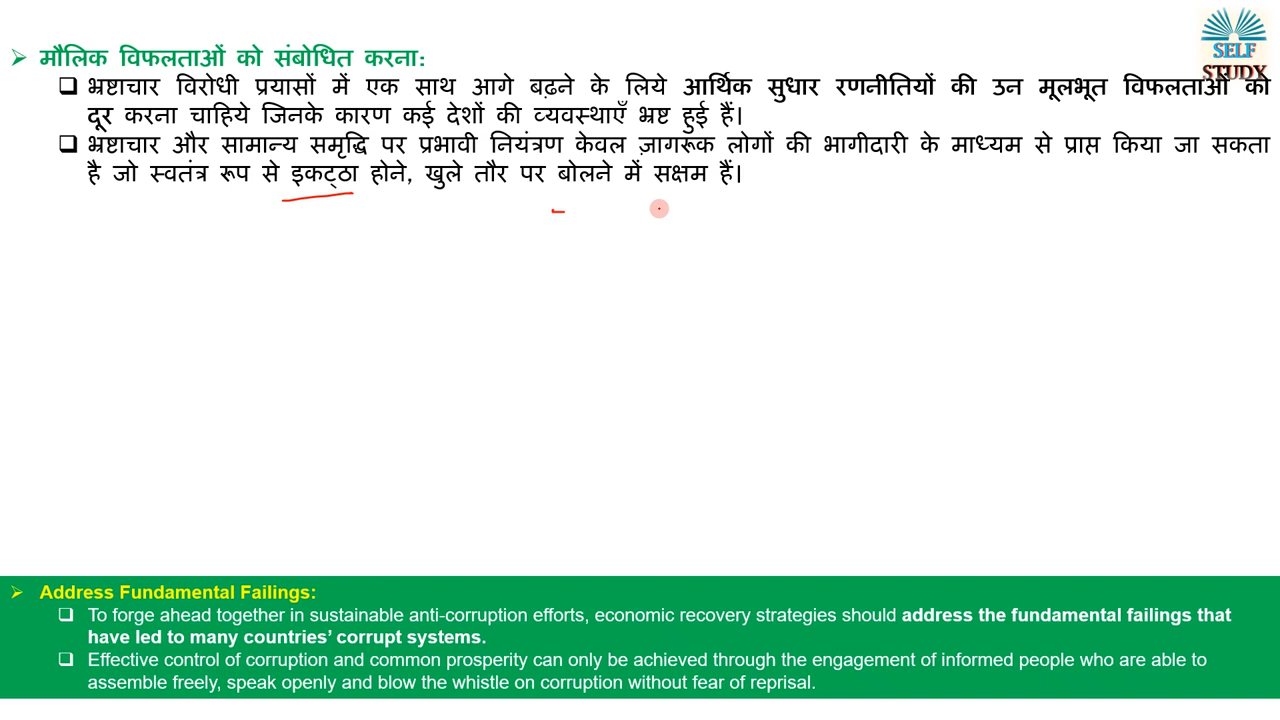 ➢ मौलिक विफलताओं को संबोधित करना:
SELF
STUDX
❑ भ्रष्टाचार विरोधी प्रयासों में एक साथ आगे बढ़ने के लिये आर्थिक सुधार रणनीतियों की उन मूलभूत विफलताओं को
दूर करना चाहिये जिनके कारण कई देशों की व्यवस्थाएँ भ्रष्ट हुई हैं।
❑ भ्रष्टाचार और सामान्य समृद्धि पर प्रभावी नियंत्रण केवल ज़ागरूक लोगों की भागीदारी के माध्यम से प्राप्त किया जा सकता
है जो स्वतंत्र रूप से इकट्ठा होने, खुले तौर पर बोलने में सक्षम हैं।
➢ Address Fundamental Failings:
❑ To forge ahead together in sustainable anti-corruption efforts, economic recovery strategies should address the fundamental failings that
have led to many countries’ corrupt systems.
❑ Effective control of corruption and common prosperity can only be achieved through the engagement of informed people who are able to
assemble freely, speak openly and blow the whistle on corruption without fear of reprisal.